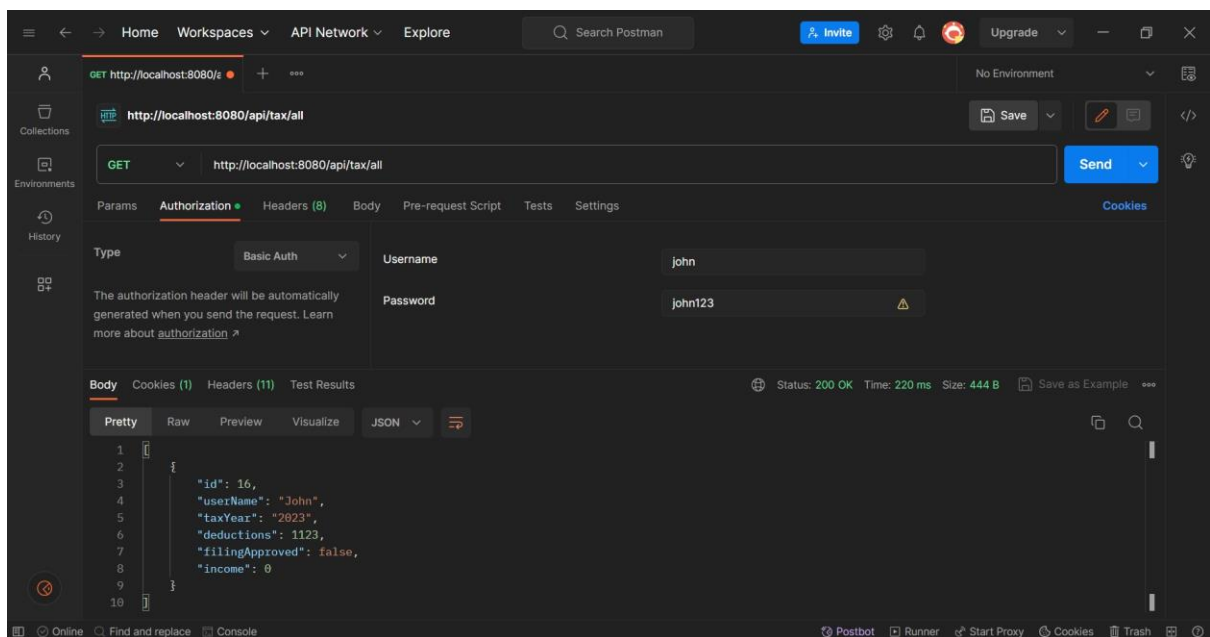 Home Workspaces API Network Explore Search Postman Invite Upgrade
GET http://localhost:8080/a No Environment
HTTP http://localhost:8080/api/tax/all Save
Collections
GET http://localhost:8080/api/tax/all Send
Environments
Params Authorization Headers (8) Body Pre-request Script Tests Settings Cookies
History
Type Basic Auth Username john
The authorization header will be automatically
generated when you send the request. Learn
more about authorization
Password john123
Body Cookies (1) Headers (11) Test Results Status: 200 OK Time: 220 ms Size: 444 B Save as Example
Pretty Raw Preview Visualize JSON
1 [
2 {
3 "id": 16,
4 "userName": "John",
5 "taxYear": "2023",
6 "deductions": 1123,
7 "filingApproved": false,
8 "income": 0
9 }
10 ]
Online Find and replace Console Postbot Runner Start Proxy Cookies Trash